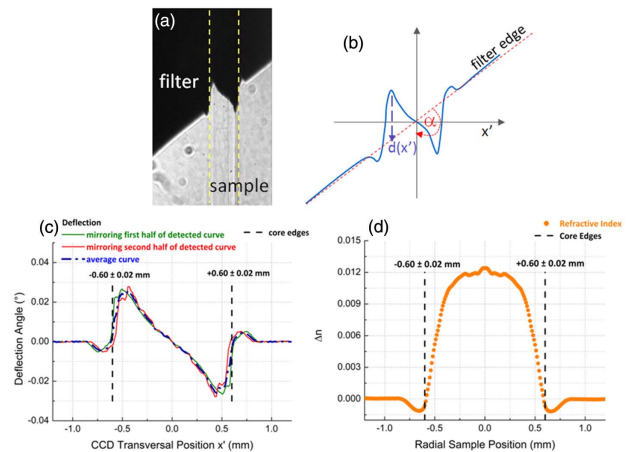 (a)
filter
sample
(b)
filter edge
α
x'
d(x')
(c)
Deflection
mirroring first half of detected curve
mirroring second half of detected curve
average curve
core edges
-0.60 ± 0.02 mm
+0.60 ± 0.02 mm
Deflection Angle (°)
0.04
0.02
0.00
-0.02
-0.04
-1.0
-0.5
0.0
0.5
1.0
CCD Transversal Position x' (mm)
(d)
Refractive Index
Core Edges
-0.60 ± 0.02 mm
+0.60 ± 0.02 mm
Δn
0.015
0.012
0.009
0.006
0.003
0.000
-1.0
-0.5
0.0
0.5
1.0
Radial Sample Position (mm)